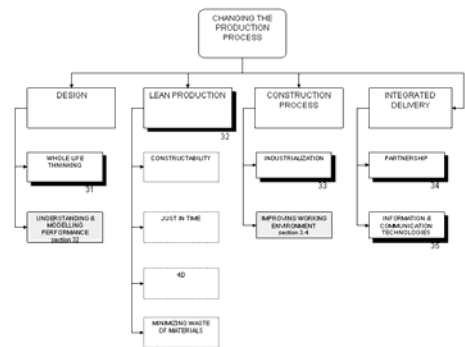 CHANGING THE
PRODUCTION
PROCESS
DESIGN
LEAN PRODUCTION
32
CONSTRUCTION
PROCESS
INTEGRATED
DELIVERY
WHOLE LIFE
THINKING
31
CONSTRUCTABILITY
INDUSTRIALIZATION
33
PARTNERSHIP
34
UNDERSTANDING &
MODELLING
PERFORMANCE
section 32
JUST IN TIME
IMPROVING WORKING
ENVIRONMENT
section 3.4
INFORMATION &
COMMUNICATION
TECHNOLOGIES
35
4D
MINIMIZING WASTE
OF MATERIALS